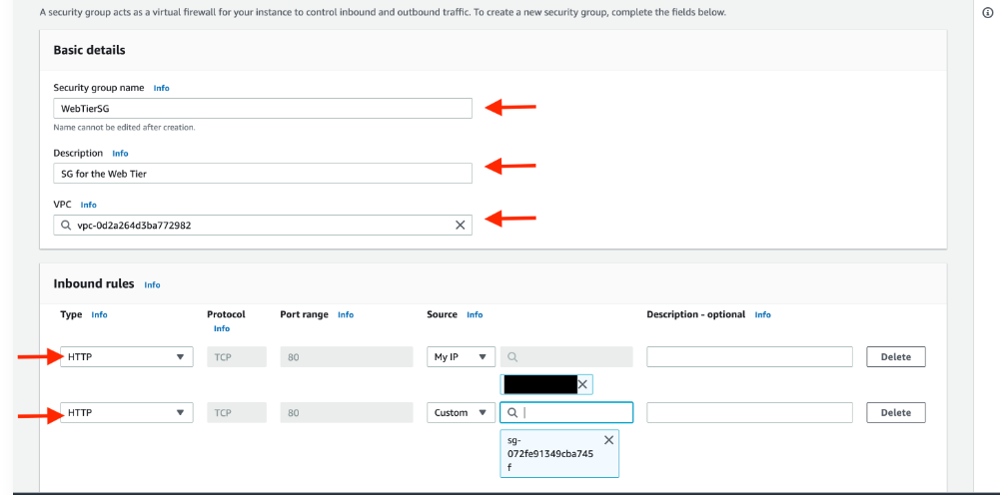 A security group acts as a virtual firewall for your instance to control inbound and outbound traffic. To create a new security group, complete the fields below.
Basic details
Security group name Info
WebTierSG
Name cannot be edited after creation.
Description Info
SG for the Web Tier
VPC Info
vpc-0d2a264d3ba772982
Inbound rules Info
Type Info Protocol Info Port range Info Source Info Description - optional Info
HTTP TCP 80 My IP Delete
HTTP TCP 80 Custom Delete
sg-
072fe91349cba745
f